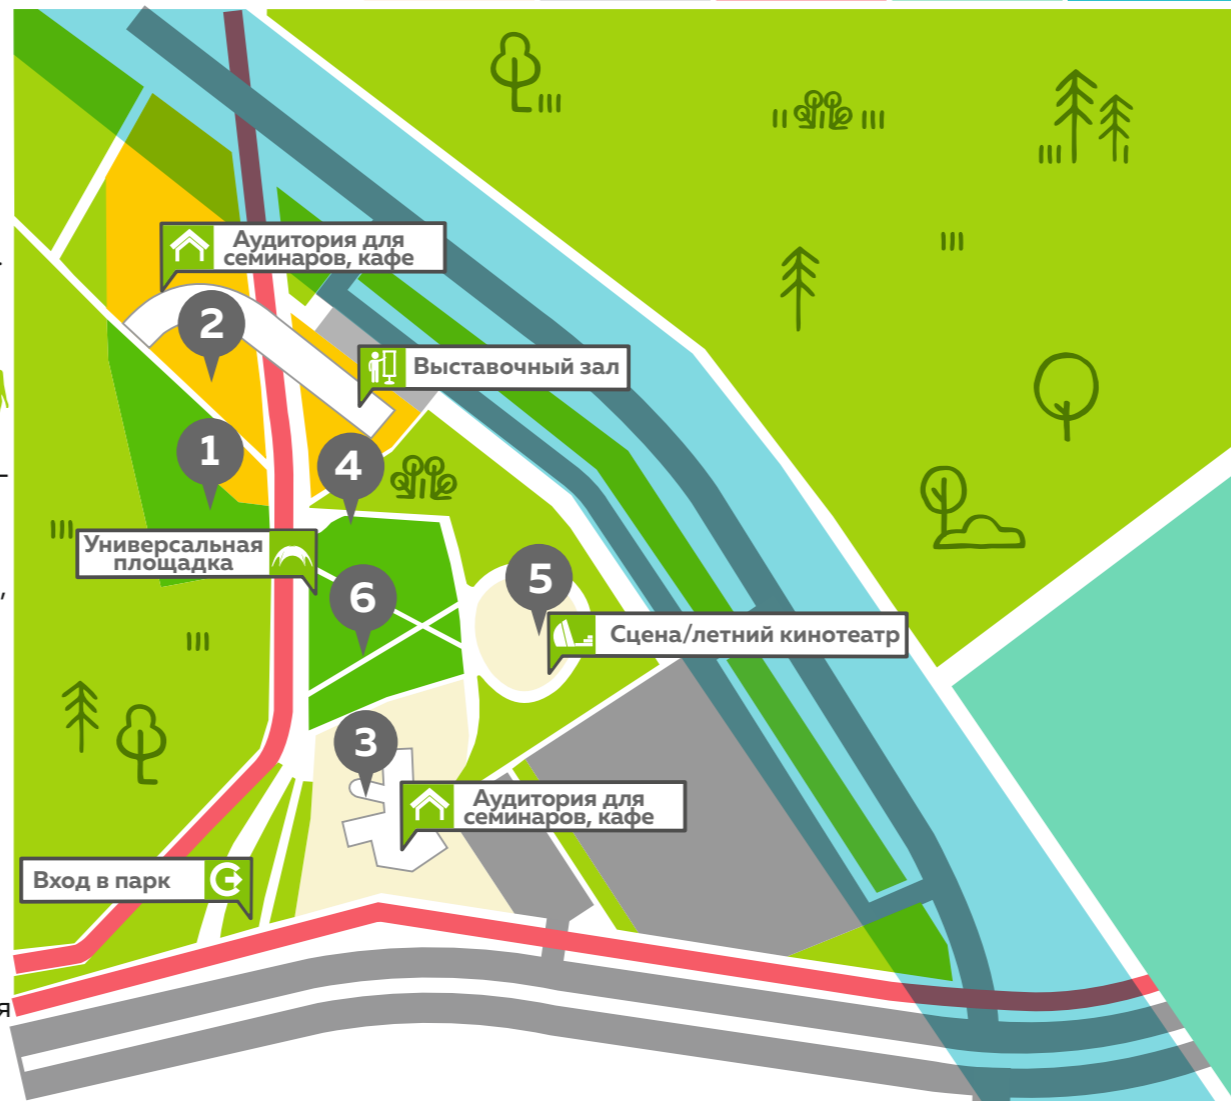 Аудитория для
семинаров, кафе
2
Выставочный зал
1
4
Универсальная
площадка
5
6
Сцена/летний кинотеатр
3
Аудитория для
семинаров, кафе
Вход в парк
я